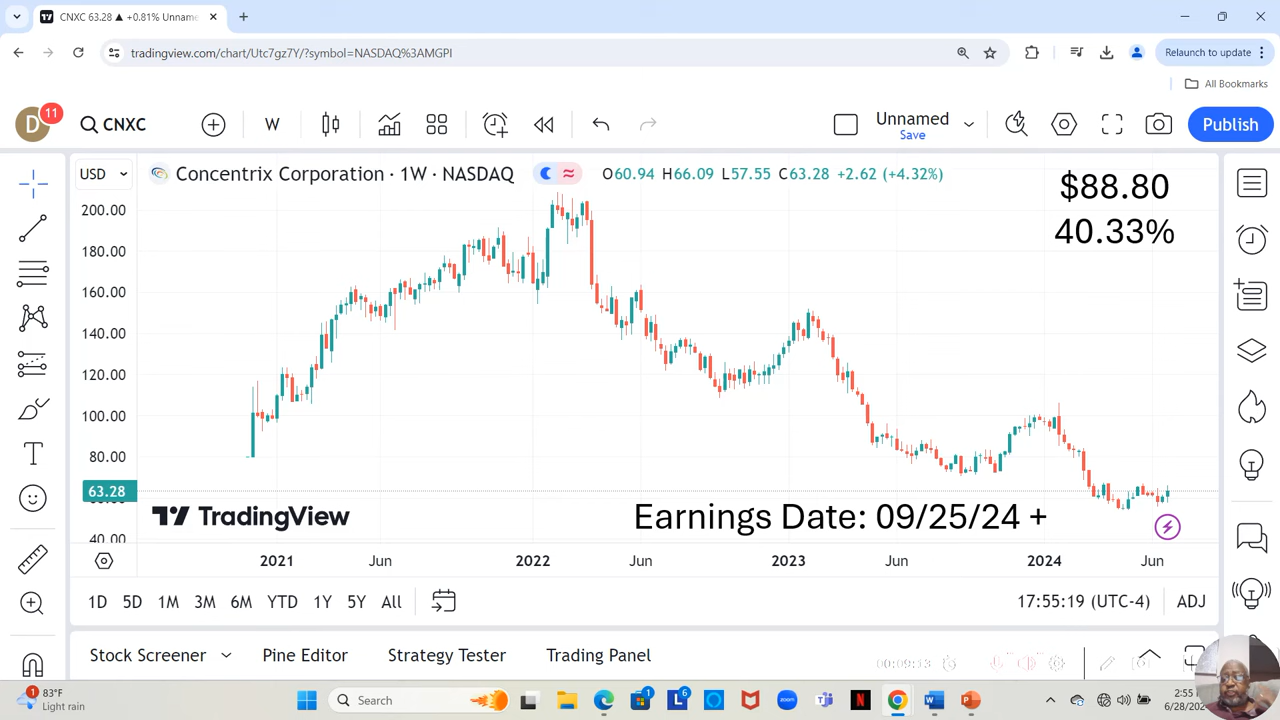 CNXC 63.28 ▲ +0.81% Unname
tradingview.com/chart/Utc7gz7Y/?symbol=NASDAQ%3AMGPI
Relaunch to update
All Bookmarks
D
11
CNXC
W
Unnamed
Save
Publish
USD
Concentrix Corporation · 1W · NASDAQ
O60.94 H66.09 L57.55 C63.28 +2.62 (+4.32%)
$88.80
40.33%
200.00
180.00
160.00
140.00
120.00
100.00
80.00
63.28
40.00
TradingView
Earnings Date: 09/25/24 +
2021 Jun 2022 Jun 2023 Jun 2024 Jun
1D 5D 1M 3M 6M YTD 1Y 5Y All
17:55:19 (UTC-4) ADJ
Stock Screener Pine Editor Strategy Tester Trading Panel
1
83°F
Light rain
Search
1
6
2:55
6/28/20